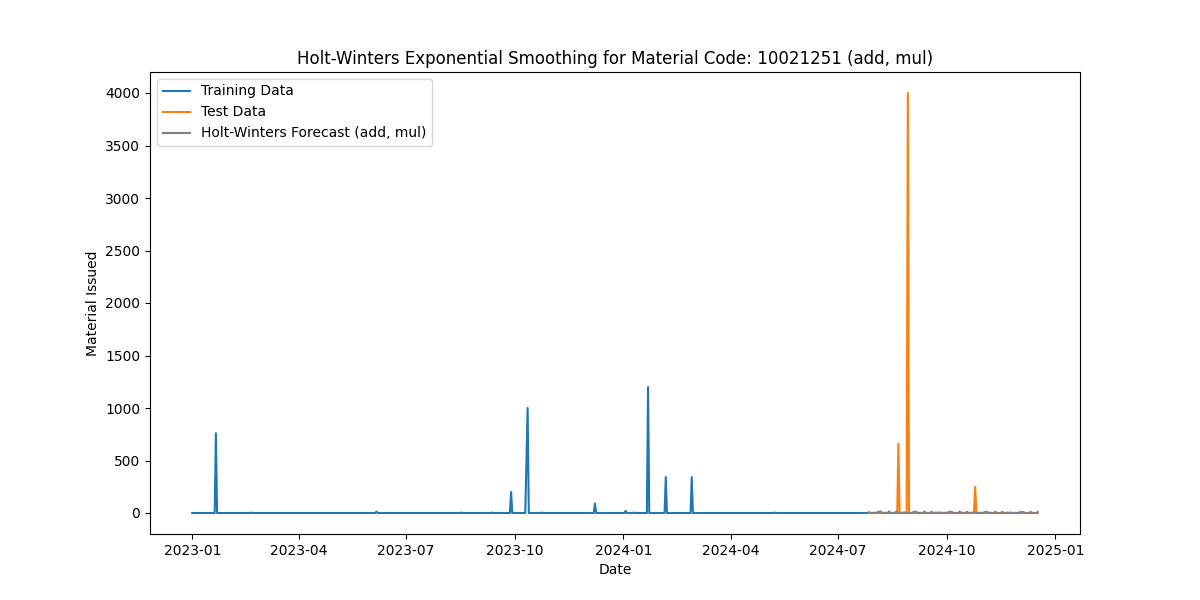 Holt-Winters Exponential Smoothing for Material Code: 10021251 (add, mul)
Training Data
Test Data
Holt-Winters Forecast (add, mul)
4000
3500
3000
2500
2000
1500
1000
500
0
Material Issued
2023-01 2023-04 2023-07 2023-10 2024-01 2024-04 2024-07 2024-10 2025-01
Date